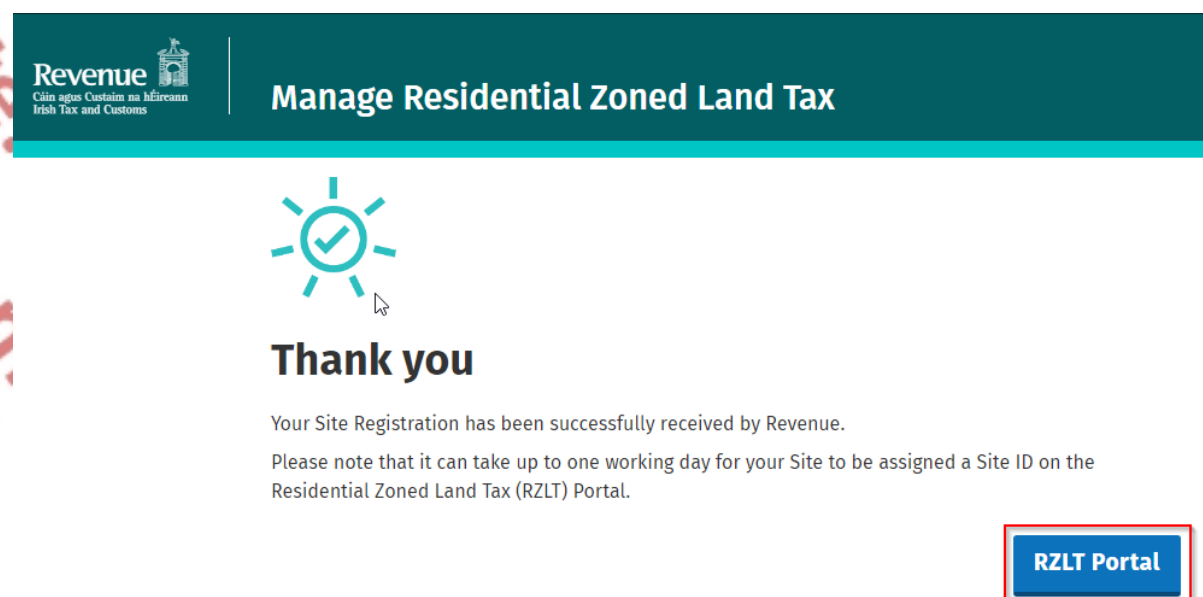 Revenue
Cáin agus Custaim na hÉireann
Irish Tax and Customs
Manage Residential Zoned Land Tax
Thank you
Your Site Registration has been successfully received by Revenue.
Please note that it can take up to one working day for your Site to be assigned a Site ID on the
Residential Zoned Land Tax (RZLT) Portal.
RZLT Portal